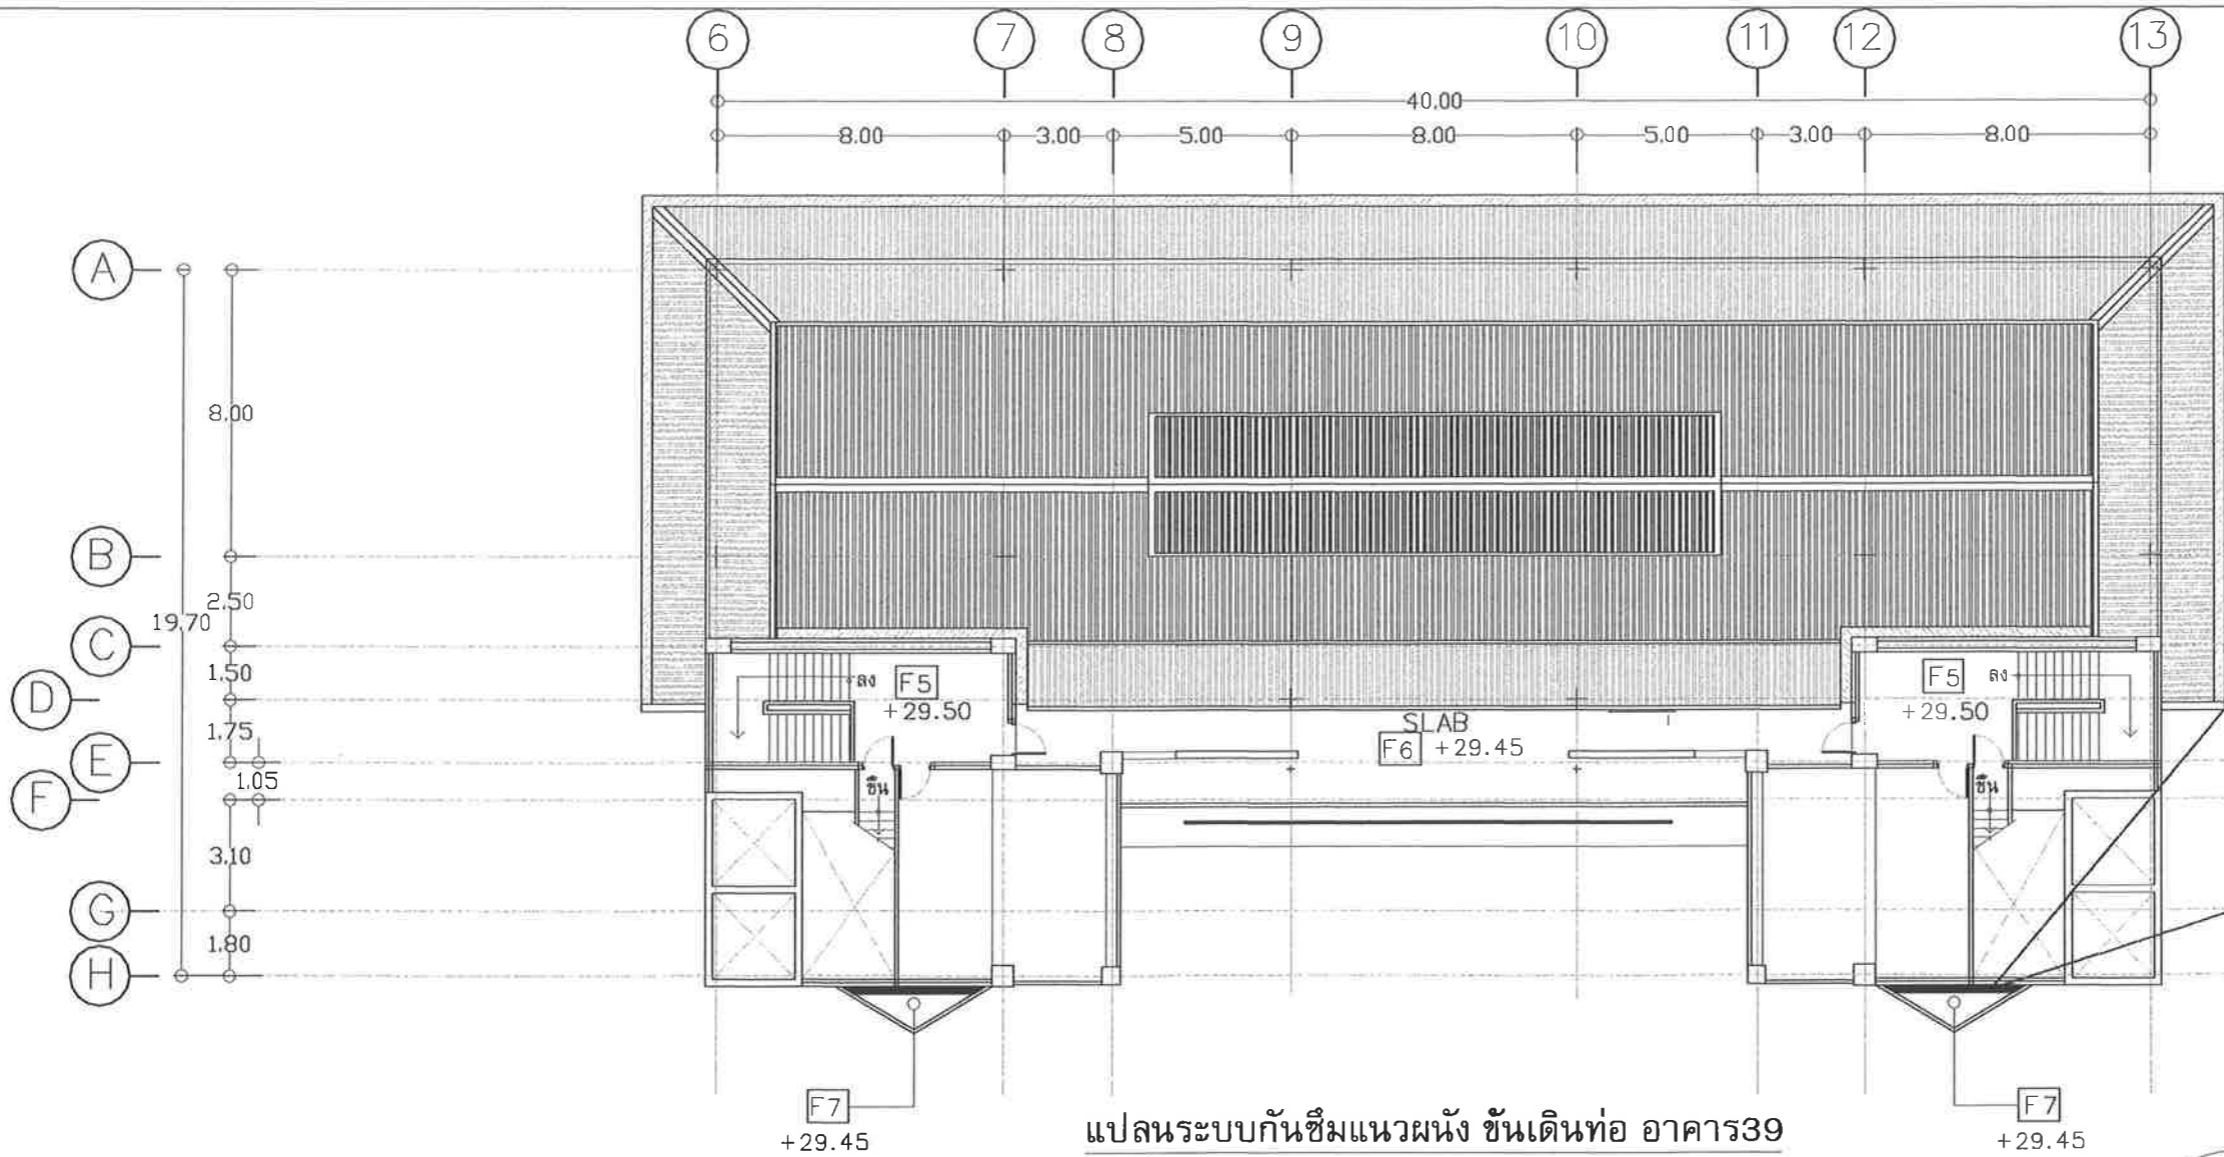 6 7 8 9 10 11 12 13
40.00
8.00 3.00 5.00 8.00 5.00 3.00 8.00
A
8.00
B
2.50
19.70
C
1.50
D
1.75
E
1.05
F
3.10
G
1.80
H
ลง F5
+29.50
SLAB
F6 +29.45
F5 ลง
+29.50
ขึ้น
ขึ้น
F7
+29.45
F7
+29.45
แปลนระบบกันซึมแนวผนัง ชั้นเดินท่อ อาคาร39